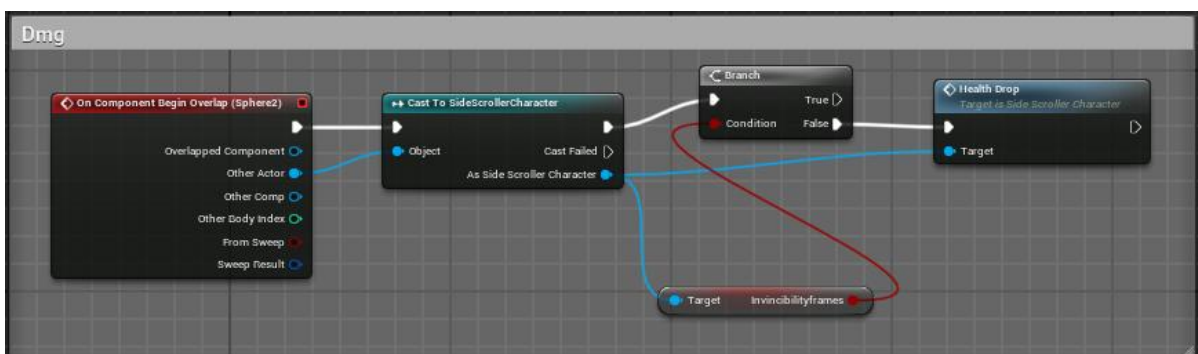 Dmg
On Component Begin Overlap (Sphere2)
Overlapped Component
Other Actor
Other Comp
Other Body Index
From Sweep
Sweep Result
Cast To SideScrollerCharacter
Object
Cast Failed
As Side Scroller Character
Branch
True
Condition
False
Health Drop
Target is Side Scroller Character
Target
Target
Invincibilityframes